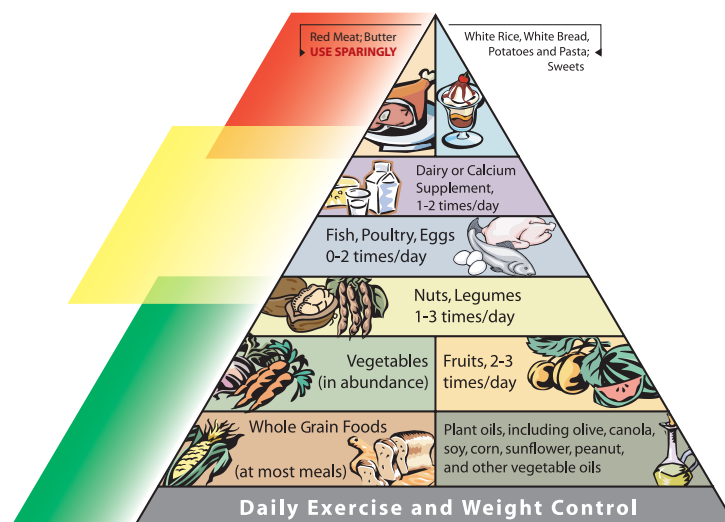 Red Meat; Butter
USE SPARINGLY
White Rice, White Bread,
Potatoes and Pasta;
Sweets
Dairy or Calcium
Supplement,
1-2 times/day
Fish, Poultry, Eggs
0-2 times/day
Nuts, Legumes
1-3 times/day
Vegetables
(in abundance)
Fruits, 2-3
times/day
Whole Grain Foods
(at most meals)
Plant oils, including olive, canola,
soy, corn, sunflower, peanut,
and other vegetable oils
Daily Exercise and Weight Control